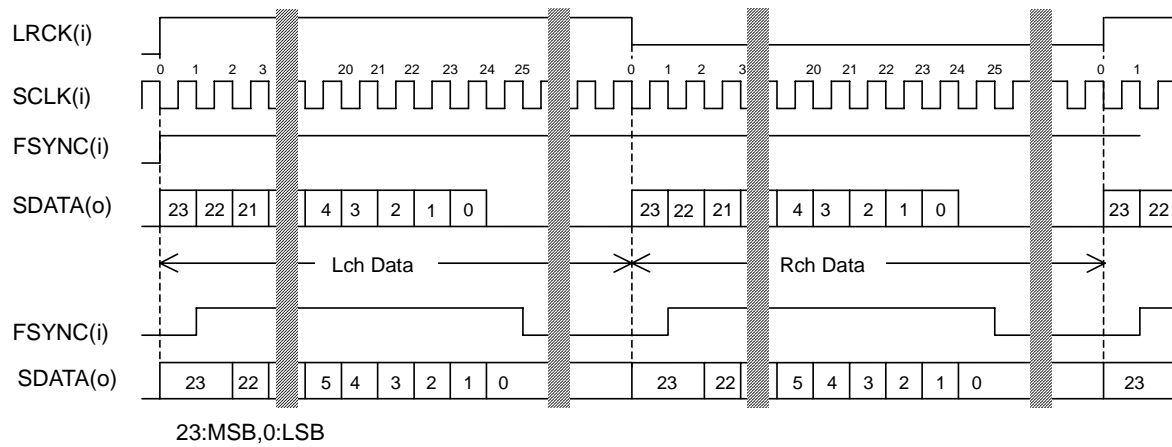 LRCK(i)
0 1 2 3 20 21 22 23 24 25 0 1 2 3 20 21 22 23 24 25 0 1
SCLK(i)
FSYNC(i)
SDATA(o) 23 22 21 4 3 2 1 0 23 22 21 4 3 2 1 0 23 22
Lch Data Rch Data
FSYNC(i)
SDATA(o) 23 22 5 4 3 2 1 0 23 22 5 4 3 2 1 0 23
23:MSB,0:LSB